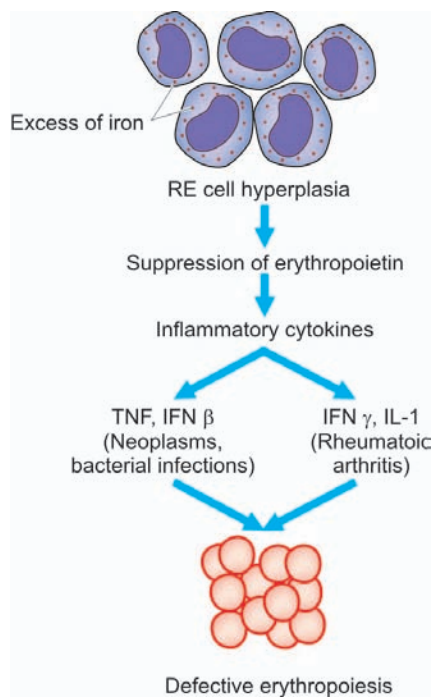 Excess of iron
RE cell hyperplasia
Suppression of erythropoietin
Inflammatory cytokines
TNF, IFN β
(Neoplasms,
bacterial infections)
IFN γ, IL-1
(Rheumatoic
arthritis)
Defective erythropoiesis